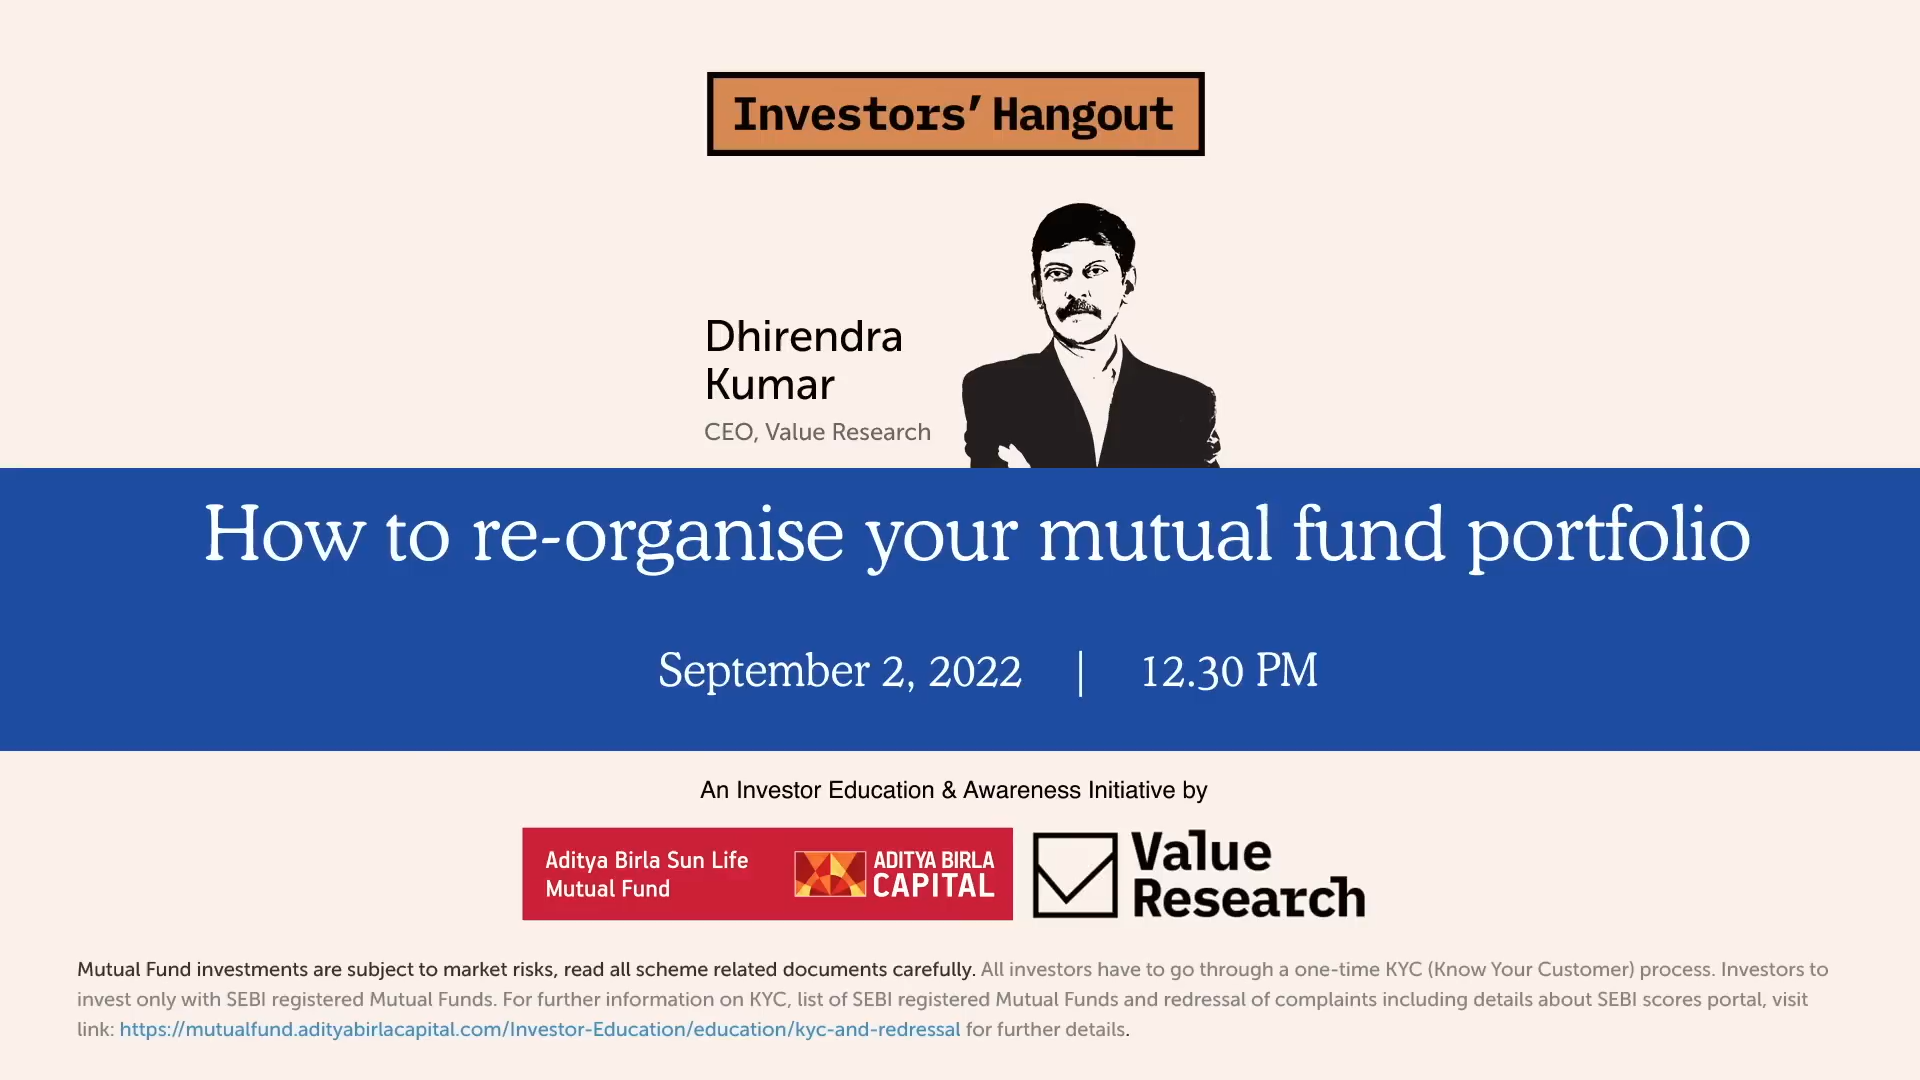 Investors’ Hangout
Dhirendra
Kumar
CEO, Value Research
How to re-organise your mutual fund portfolio
September 2, 2022 | 12.30 PM
An Investor Education & Awareness Initiative by
Aditya Birla Sun Life
Mutual Fund
ADITYA BIRLA
CAPITAL
Value
Research
Mutual Fund investments are subject to market risks, read all scheme related documents carefully. All investors have to go through a one-time KYC (Know Your Customer) process. Investors to
invest only with SEBI registered Mutual Funds. For further information on KYC, list of SEBI registered Mutual Funds and redressal of complaints including details about SEBI scores portal, visit
link: https://mutualfund.adityabirlacapital.com/Investor-Education/education/kyc-and-redressal for further details.